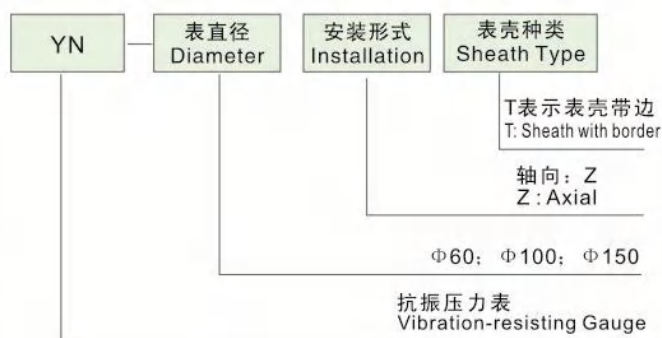 YN
表直径
Diameter
安装形式
Installation
表壳种类
Sheath Type
T表示表壳带边
T: Sheath with border
轴向：Z
Z : Axial
Φ60；Φ100；Φ150
抗振压力表
Vibration-resisting Gauge